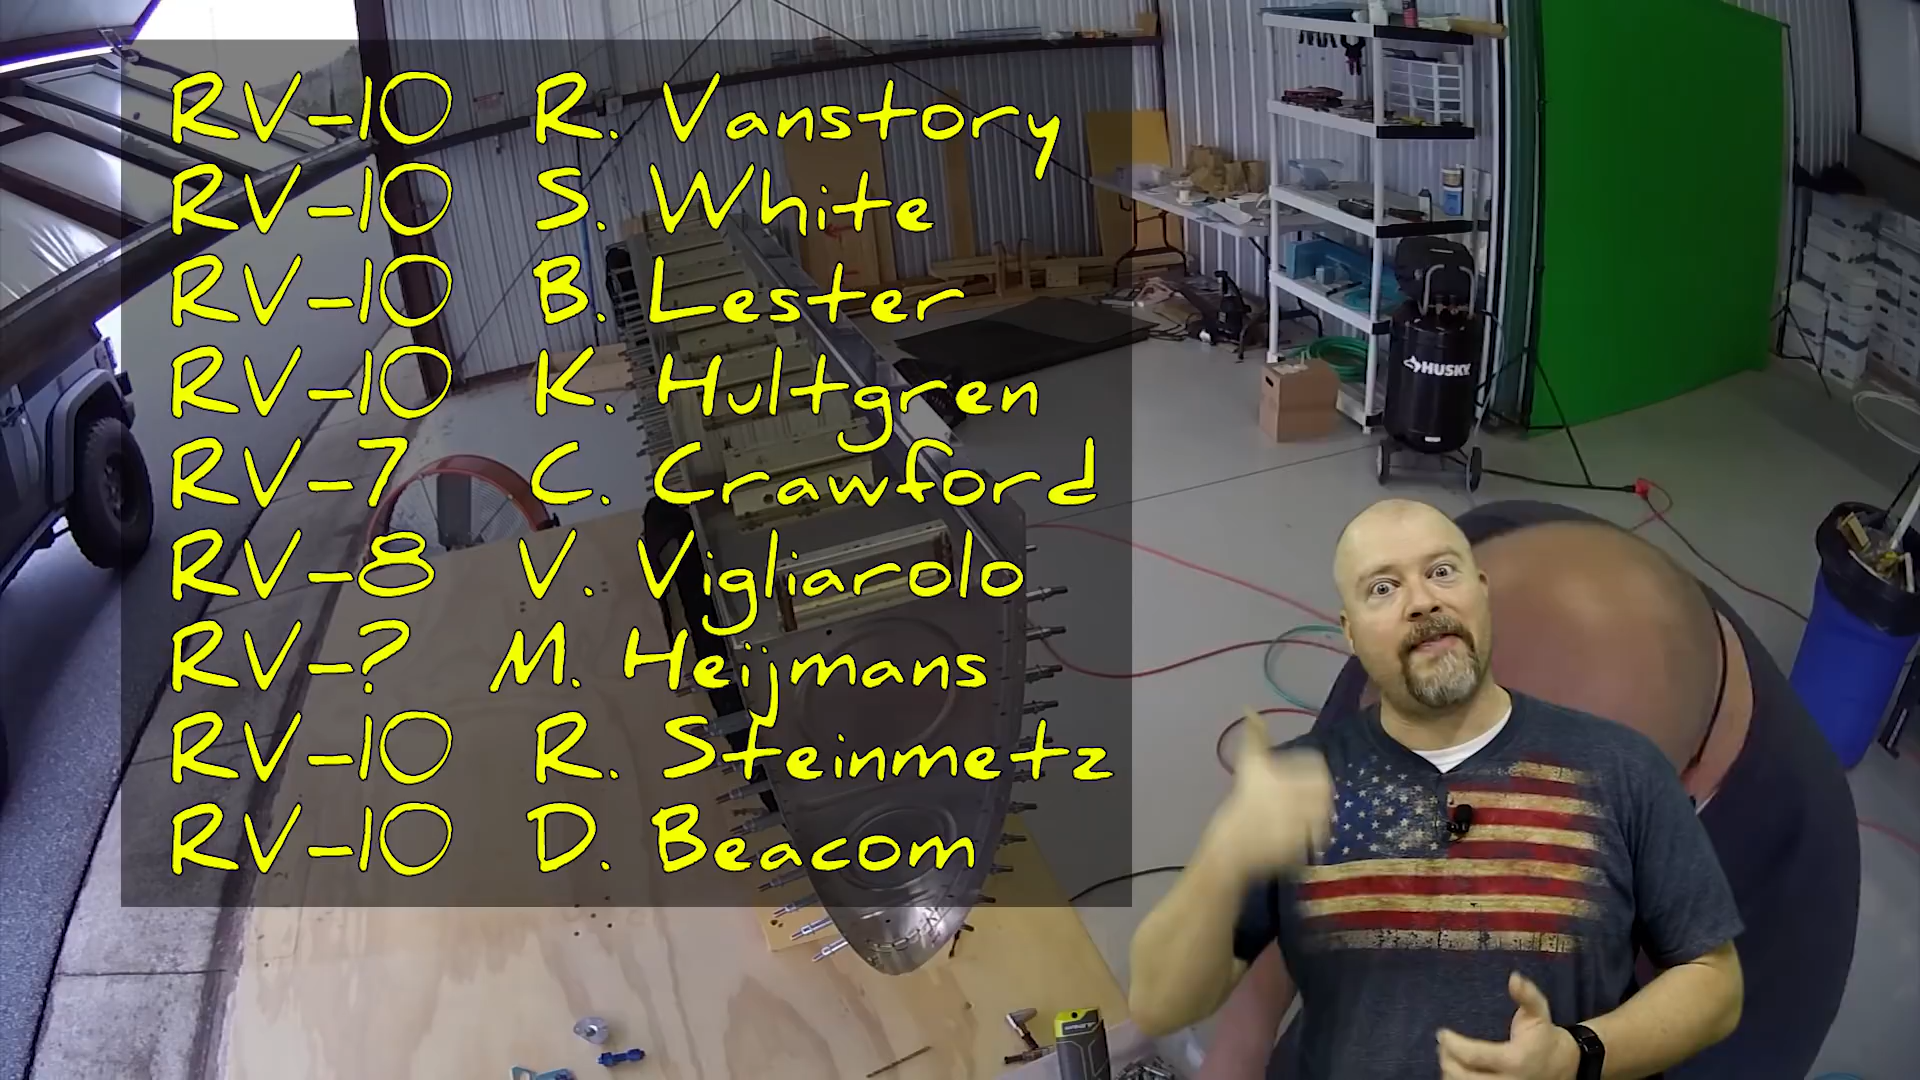 RV-10 R. Vanstory
RV-10 S. White
RV-10 B. Lester
RV-10 K. Hultgren
RV-7 C. Crawford
RV-8 V. Vigliarolo
RV-? M. Heijmans
RV-10 R. Steinmetz
RV-10 D. Beacom
HUSKY